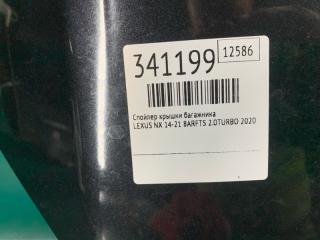 341199
12586
Спойлер крышки багажника
LEXUS NX 14-21 8ARFTS 2.0TURBO 2020